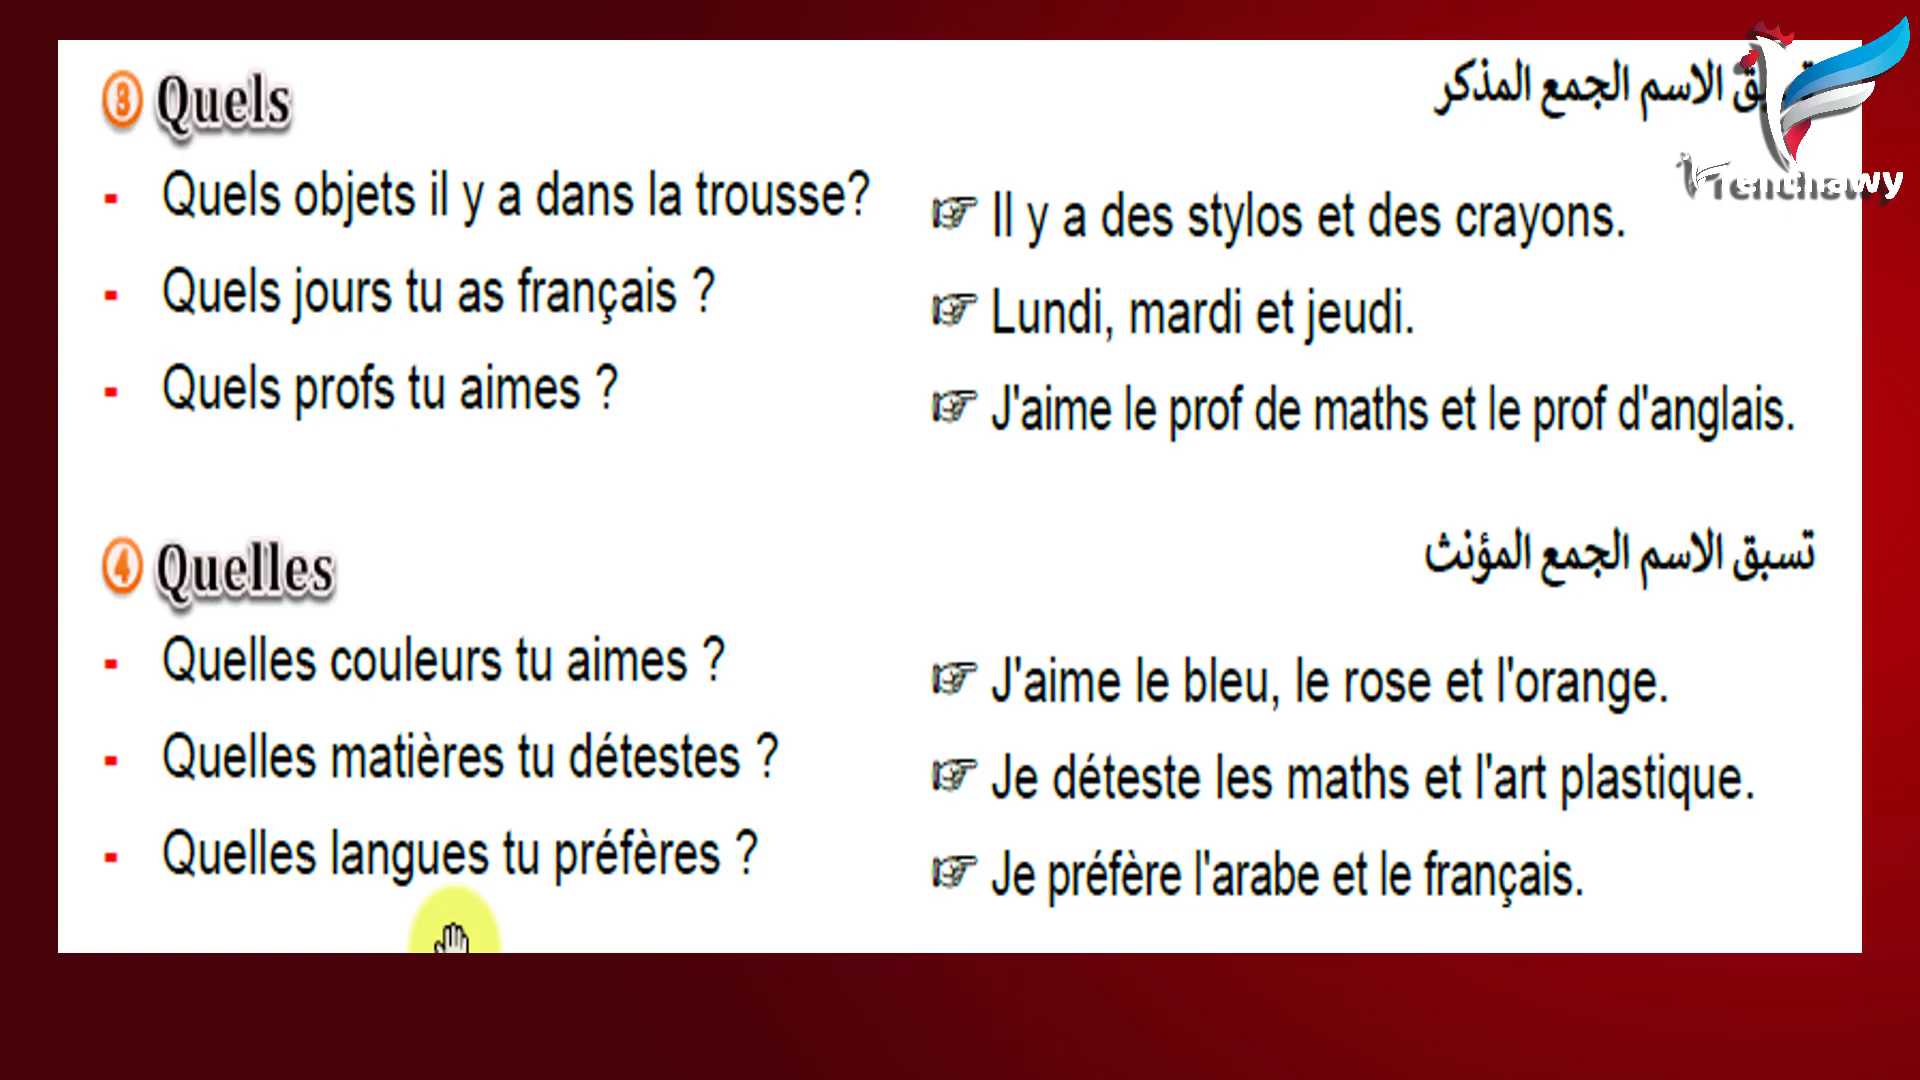 3 Quels
تسبق الاسم الجمع المذكر
Frenchawy
- Quels objets il y a dans la trousse?
Il y a des stylos et des crayons.
- Quels jours tu as français ?
Lundi, mardi et jeudi.
- Quels profs tu aimes ?
J'aime le prof de maths et le prof d'anglais.
4 Quelles
تسبق الاسم الجمع المؤنث
- Quelles couleurs tu aimes ?
J'aime le bleu, le rose et l'orange.
- Quelles matières tu détestes ?
Je déteste les maths et l'art plastique.
- Quelles langues tu préfères ?
Je préfère l'arabe et le français.